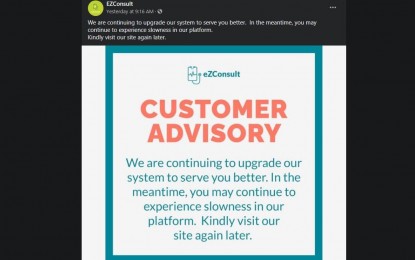 EZConsult
Yesterday at 9:16 AM
We are continuing to upgrade our system to serve you better. In the meantime, you may
continue to experience slowness in our platform.
Kindly visit our site again later.
eZConsult
CUSTOMER
ADVISORY
We are continuing to upgrade our
system to serve you better. In the
meantime, you may continue to
experience slowness in our
platform. Kindly visit our
site again later.